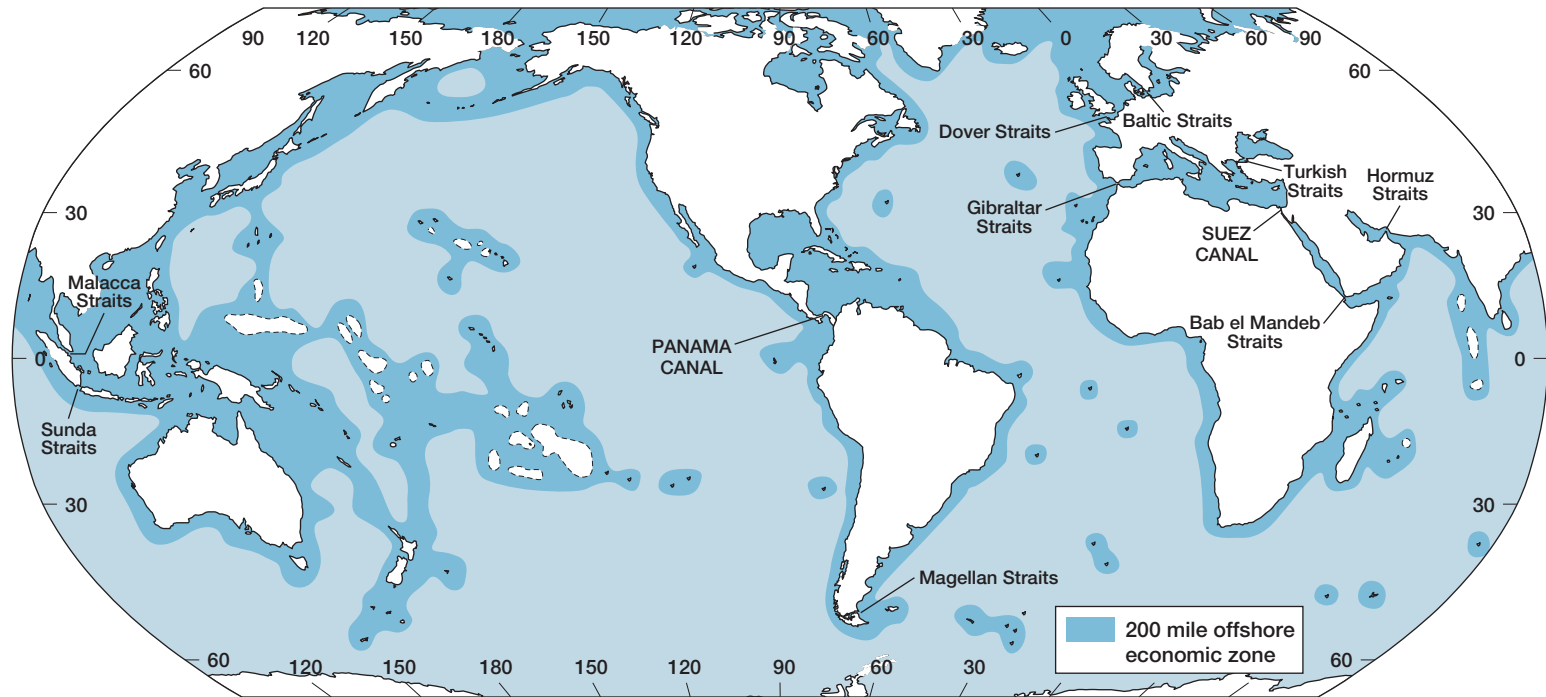 90 120 150 180 150 120 90 60 30 0 30 60 90
60
60
Dover Straits
Baltic Straits
Turkish
Straits
Hormuz
Straits
30
Gibraltar
Straits
30
SUEZ
CANAL
Malacca
Straits
Bab el Mandeb
Straits
PANAMA
CANAL
0
0
Sunda
Straits
30
30
Magellan Straits
200 mile offshore
economic zone
60
60
120 150 180 150 120 90 60 30